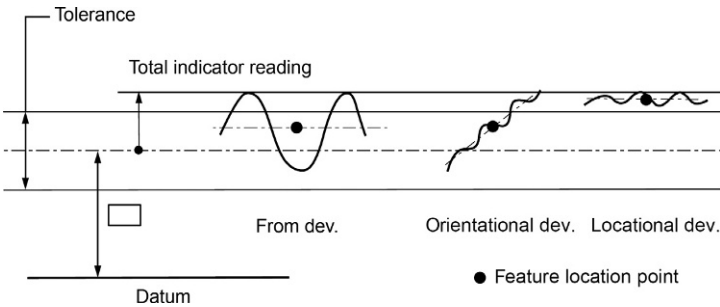 Tolerance
Total indicator reading
From dev.
Orientational dev.
Locational dev.
Feature location point
Datum